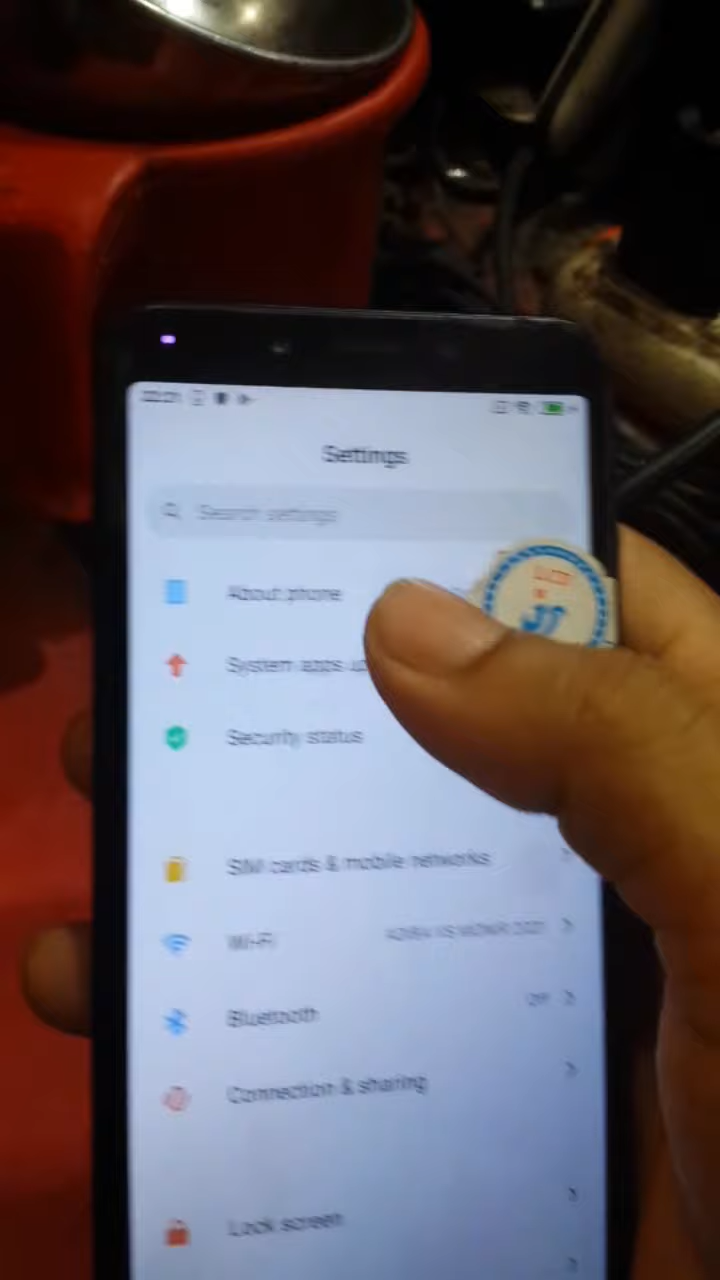 Settings
Search settings
About phone
System apps
Security status
SIM cards & mobile networks
Wi-Fi
Bluetooth
Off
Connection & sharing
Lock screen